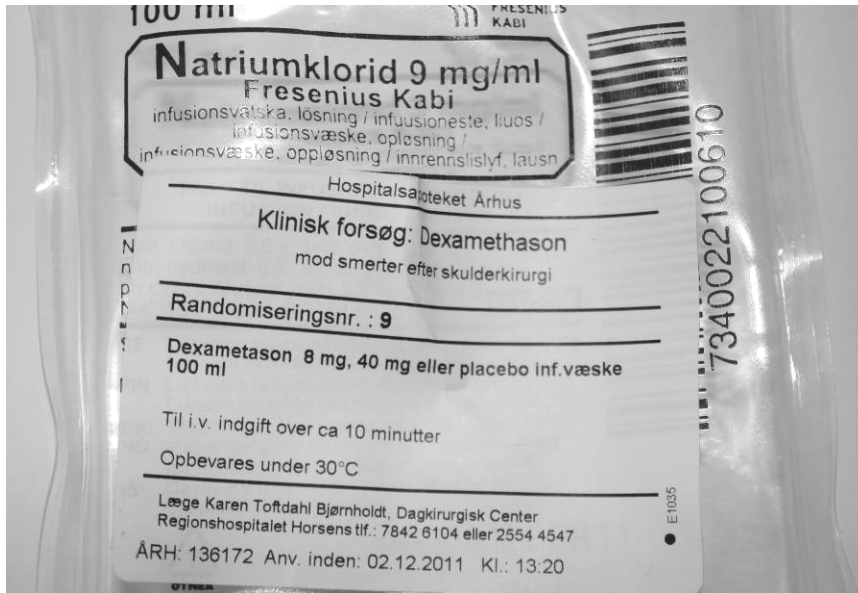 100 ml
FRESENIUS
KABI
Natriumklorid 9 mg/ml
Fresenius Kabi
infusionsvätska, lösning / infuusioneste, liuos /
infusionsvæske, opløsning /
infusionsvæske, oppløsning / innrennslislyf, lausn
7340022100610
Hospitalsapoteket Århus
Klinisk forsøg: Dexamethason
mod smerter efter skulderkirurgi
Randomiseringsnr. : 9
Dexametason 8 mg, 40 mg eller placebo inf.væske
100 ml
Til i.v. indgift over ca 10 minutter
Opbevares under 30°C
Læge Karen Toftdahl Bjørnholdt, Dagkirurgisk Center
Regionshospitalet Horsens tlf.: 7842 6104 eller 2554 4547
E1035
ÅRH: 136172 Anv. inden: 02.12.2011 Kl.: 13:20